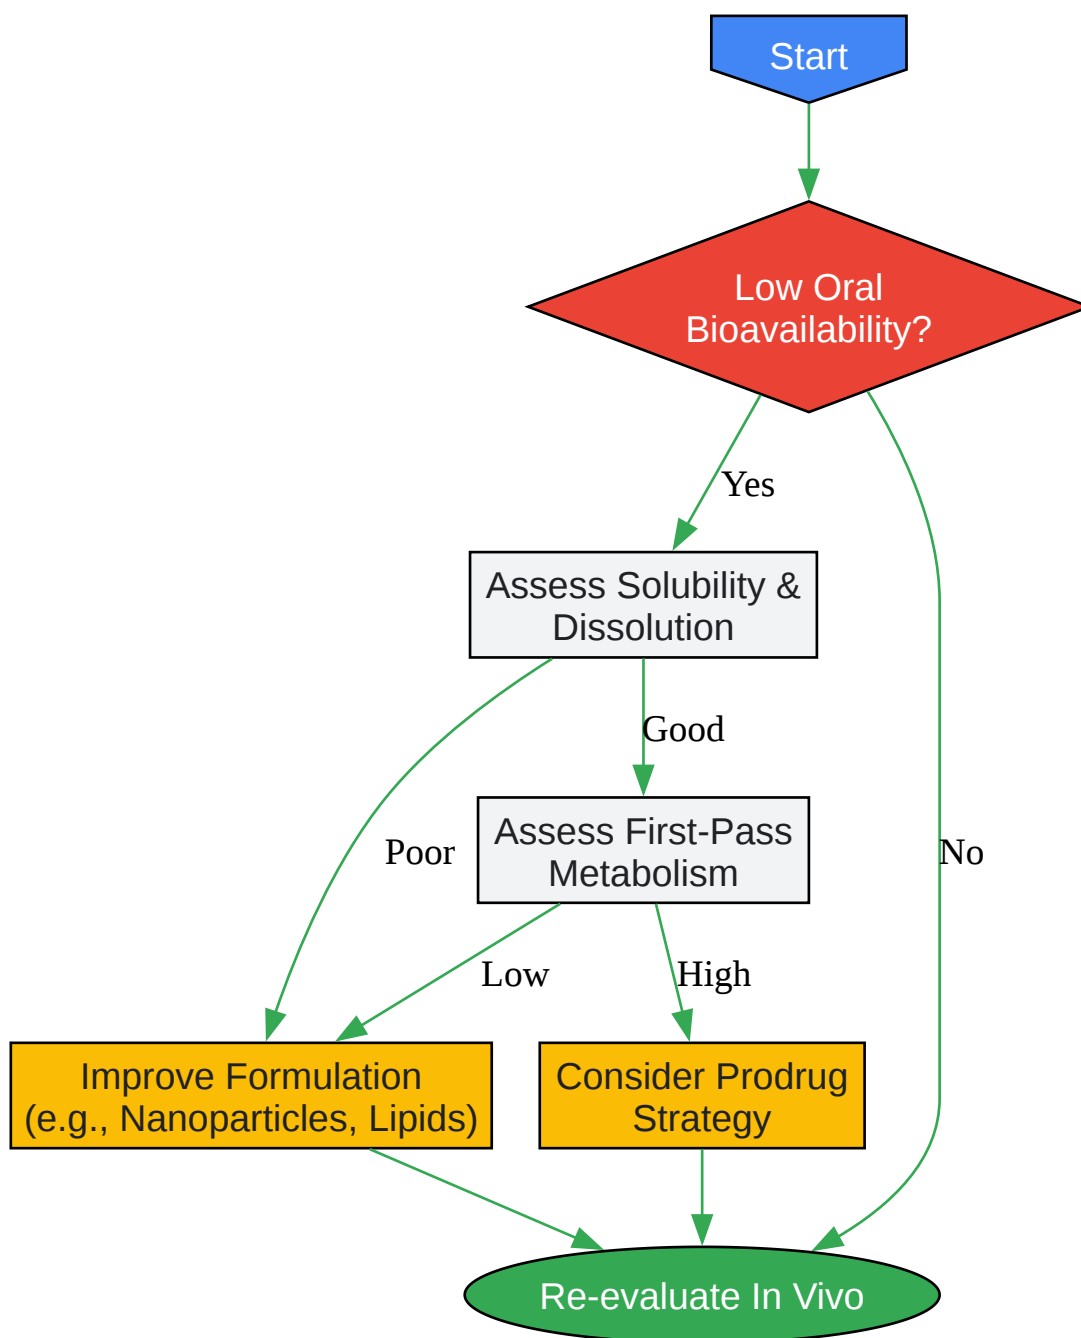 Start
Low Oral
Bioavailability?
Yes
Assess Solubility &
Dissolution
Good
Assess First-Pass
Metabolism
Poor
No
Low
High
Improve Formulation
(e.g., Nanoparticles, Lipids)
Consider Prodrug
Strategy
Re-evaluate In Vivo